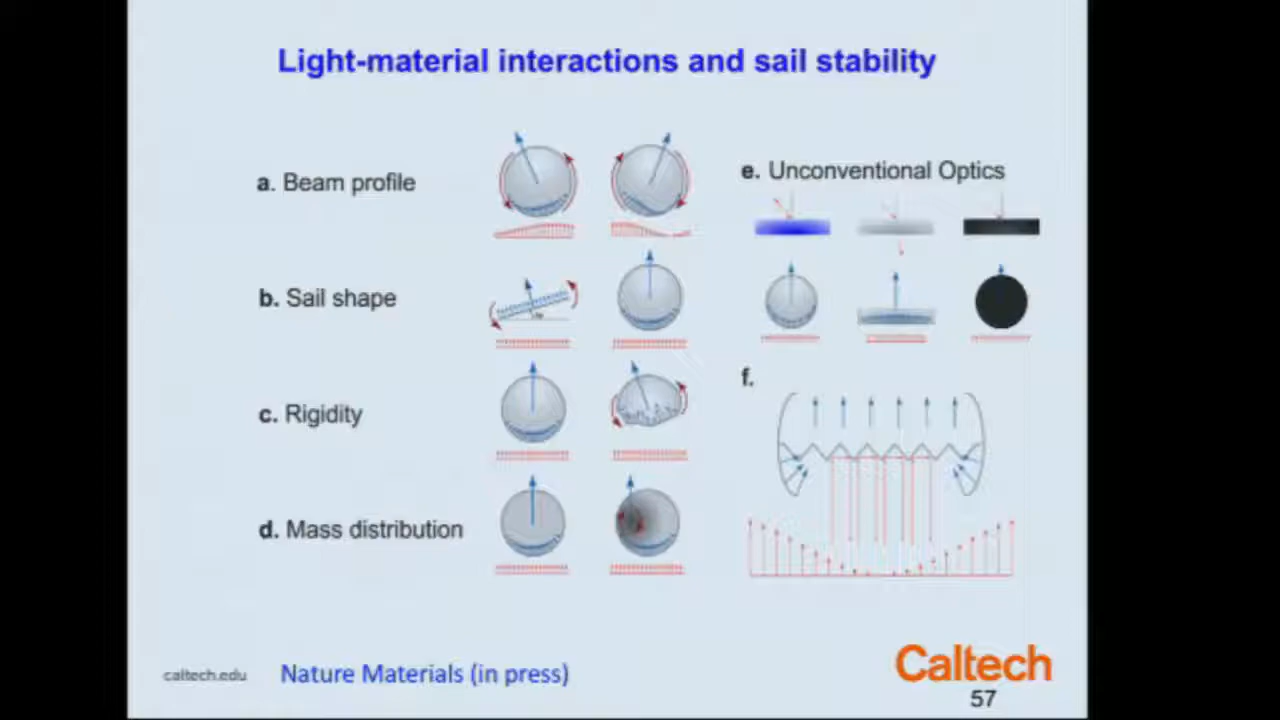 Light-material interactions and sail stability
a. Beam profile
b. Sail shape
c. Rigidity
d. Mass distribution
e. Unconventional Optics
f.
caltech.edu
Nature Materials (in press)
Caltech
57